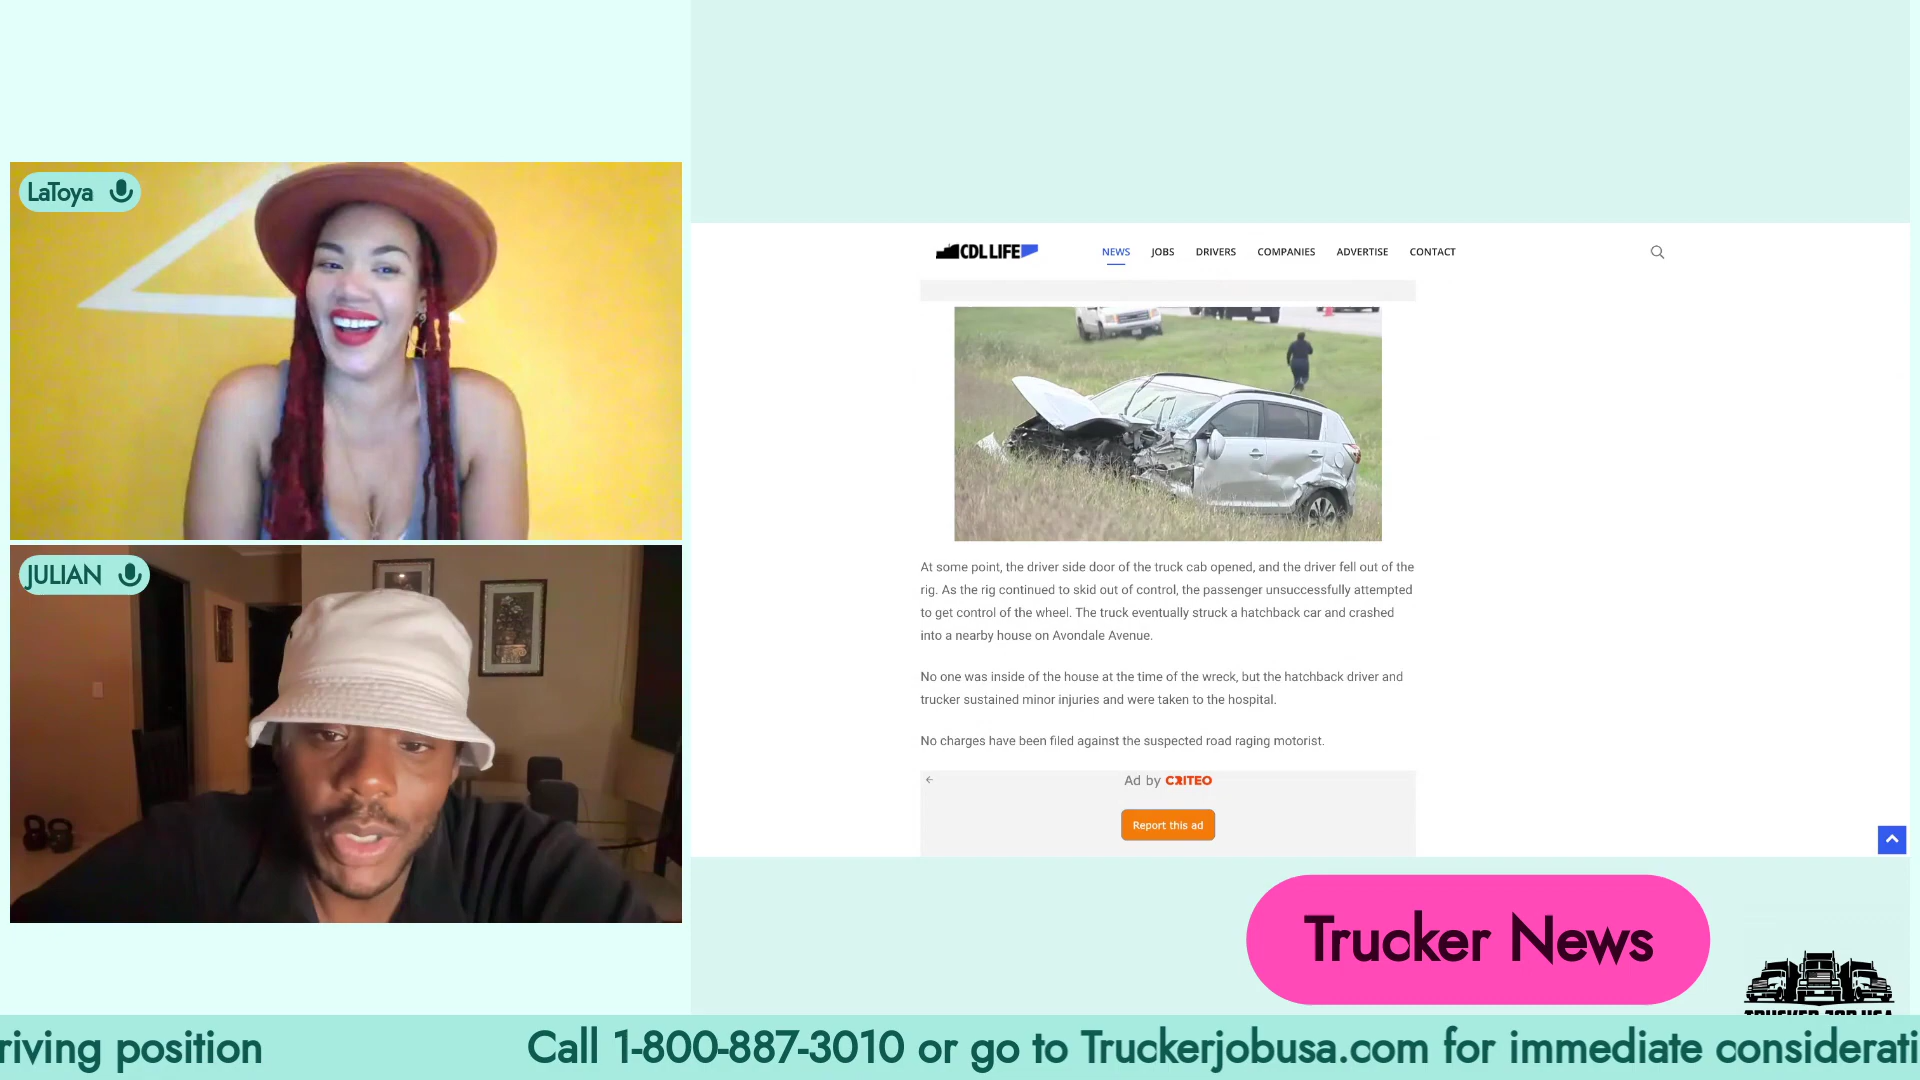 LaToya
JULIAN
CDL LIFE
NEWS JOBS DRIVERS COMPANIES ADVERTISE CONTACT
At some point, the driver side door of the truck cab opened, and the driver fell out of the
rig. As the rig continued to skid out of control, the passenger unsuccessfully attempted
to get control of the wheel. The truck eventually struck a hatchback car and crashed
into a nearby house on Avondale Avenue.
No one was inside of the house at the time of the wreck, but the hatchback driver and
trucker sustained minor injuries and were taken to the hospital.
No charges have been filed against the suspected road raging motorist.
Ad by CRITEO
Report this ad
Trucker News
TRUCKER JOB USA
riving position Call 1-800-887-3010 or go to Truckerjobusa.com for immediate considerati